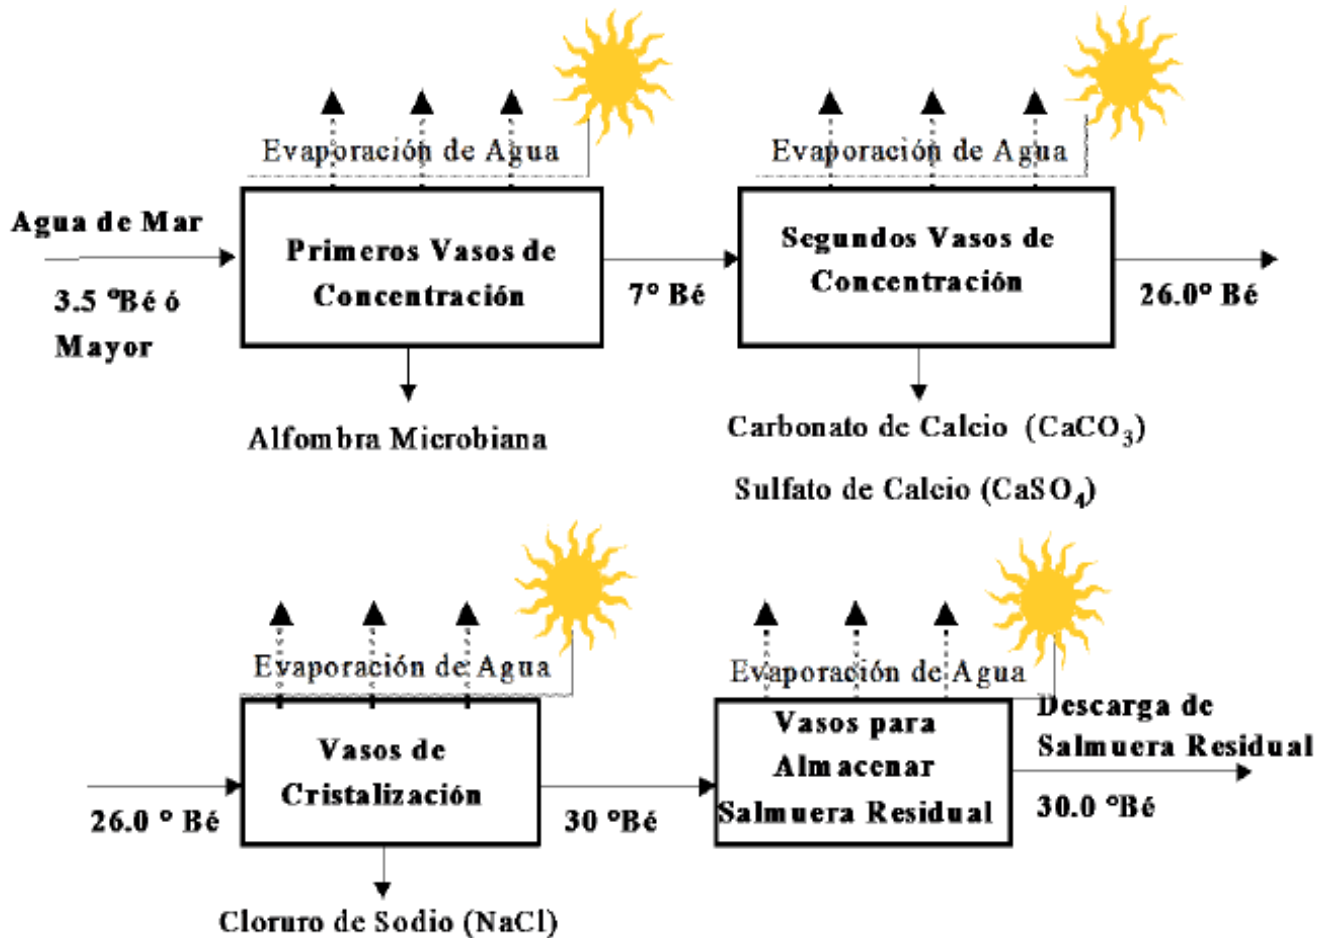 Evaporación de Agua
Evaporación de Agua
Agua de Mar
3.5 °Bé ó
Mayor
Primeros Vasos de
Concentración
7° Bé
Segundos Vasos de
Concentración
26.0° Bé
Alfombra Microbiana
Carbonato de Calcio (CaCO₃)
Sulfato de Calcio (CaSO₄)
Evaporación de Agua
Evaporación de Agua
26.0 ° Bé
Vasos de
Cristalización
30 °Bé
Vasos para
Almacenar
Salmuera Residual
Descarga de
Salmuera Residual
30.0 °Bé
Cloruro de Sodio (NaCl)